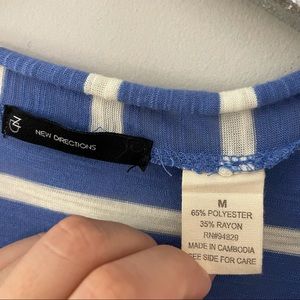 ND
NEW DIRECTIONS
M
65% POLYESTER
35% RAYON
RN#94829
MADE IN CAMBODIA
SEE SIDE FOR CARE